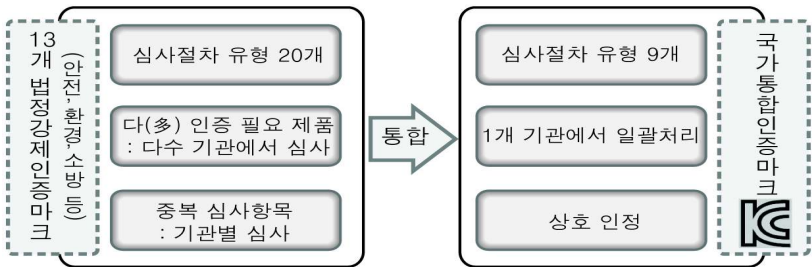 13개 법정강제인증마크
(안전,환경,소방 등)
심사절차 유형 20개
다(多) 인증 필요 제품
: 다수 기관에서 심사
중복 심사항목
: 기관별 심사
통합
심사절차 유형 9개
1개 기관에서 일괄처리
상호 인정
국가통합인증마크
KC